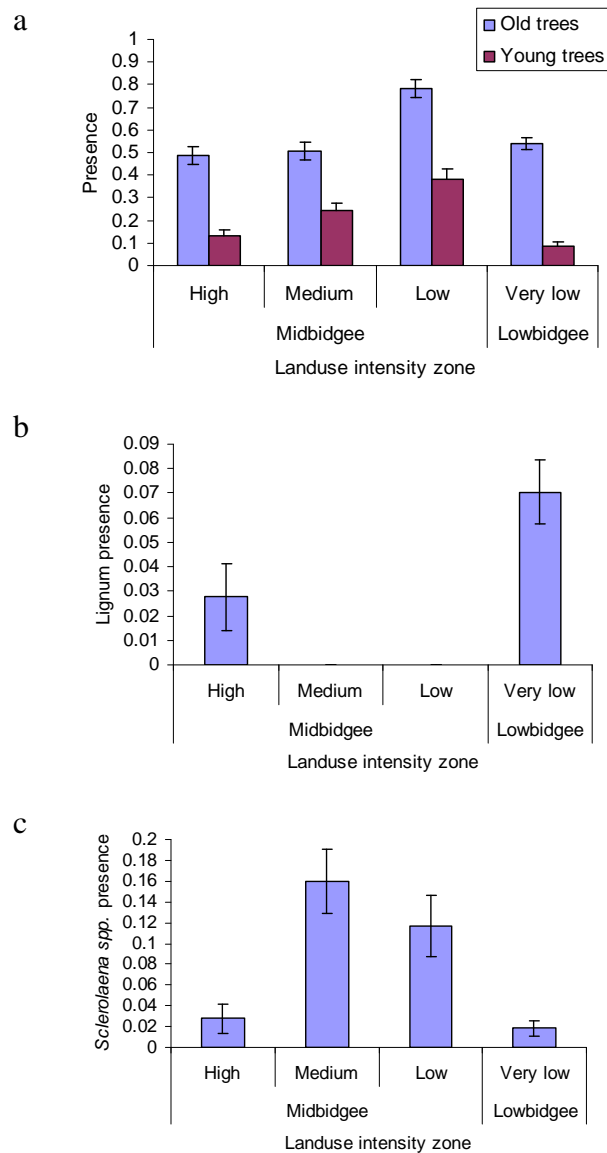 a
Old trees
Young trees
1
0.9
0.8
0.7
0.6
0.5
0.4
0.3
0.2
0.1
0
Presence
High Medium Low Very low
Midbidgee Lowbidgee
Landuse intensity zone
b
0.09
0.08
0.07
0.06
0.05
0.04
0.03
0.02
0.01
0
Lignum presence
High Medium Low Very low
Midbidgee Lowbidgee
Landuse intensity zone
c
0.2
0.18
0.16
0.14
0.12
0.1
0.08
0.06
0.04
0.02
0
Sclerolaena spp. presence
High Medium Low Very low
Midbidgee Lowbidgee
Landuse intensity zone